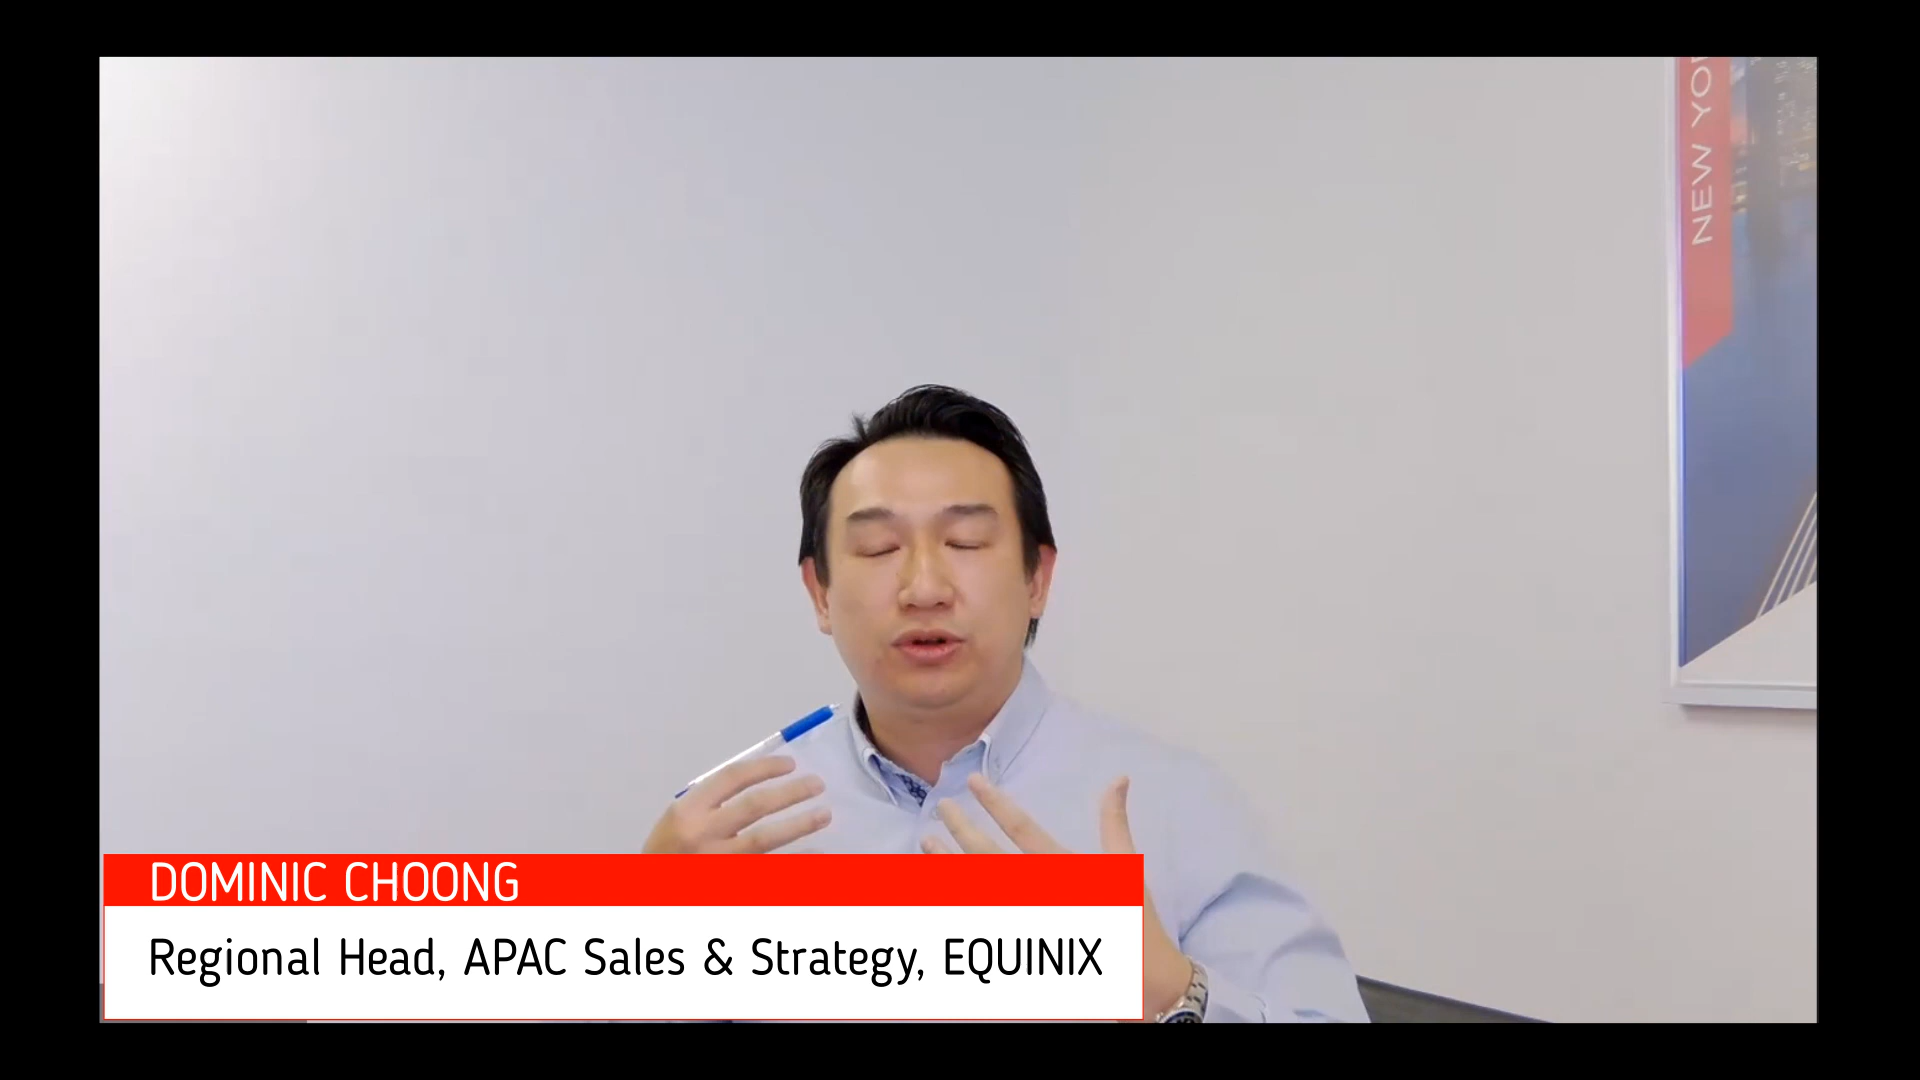 NEW YO
DOMINIC CHOONG
Regional Head, APAC Sales & Strategy, EQUINIX